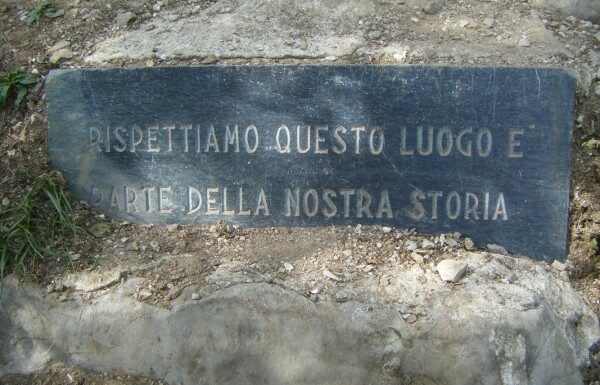 RISPETTIAMO QUESTO LUOGO E
PARTE DELLA NOSTRA STORIA